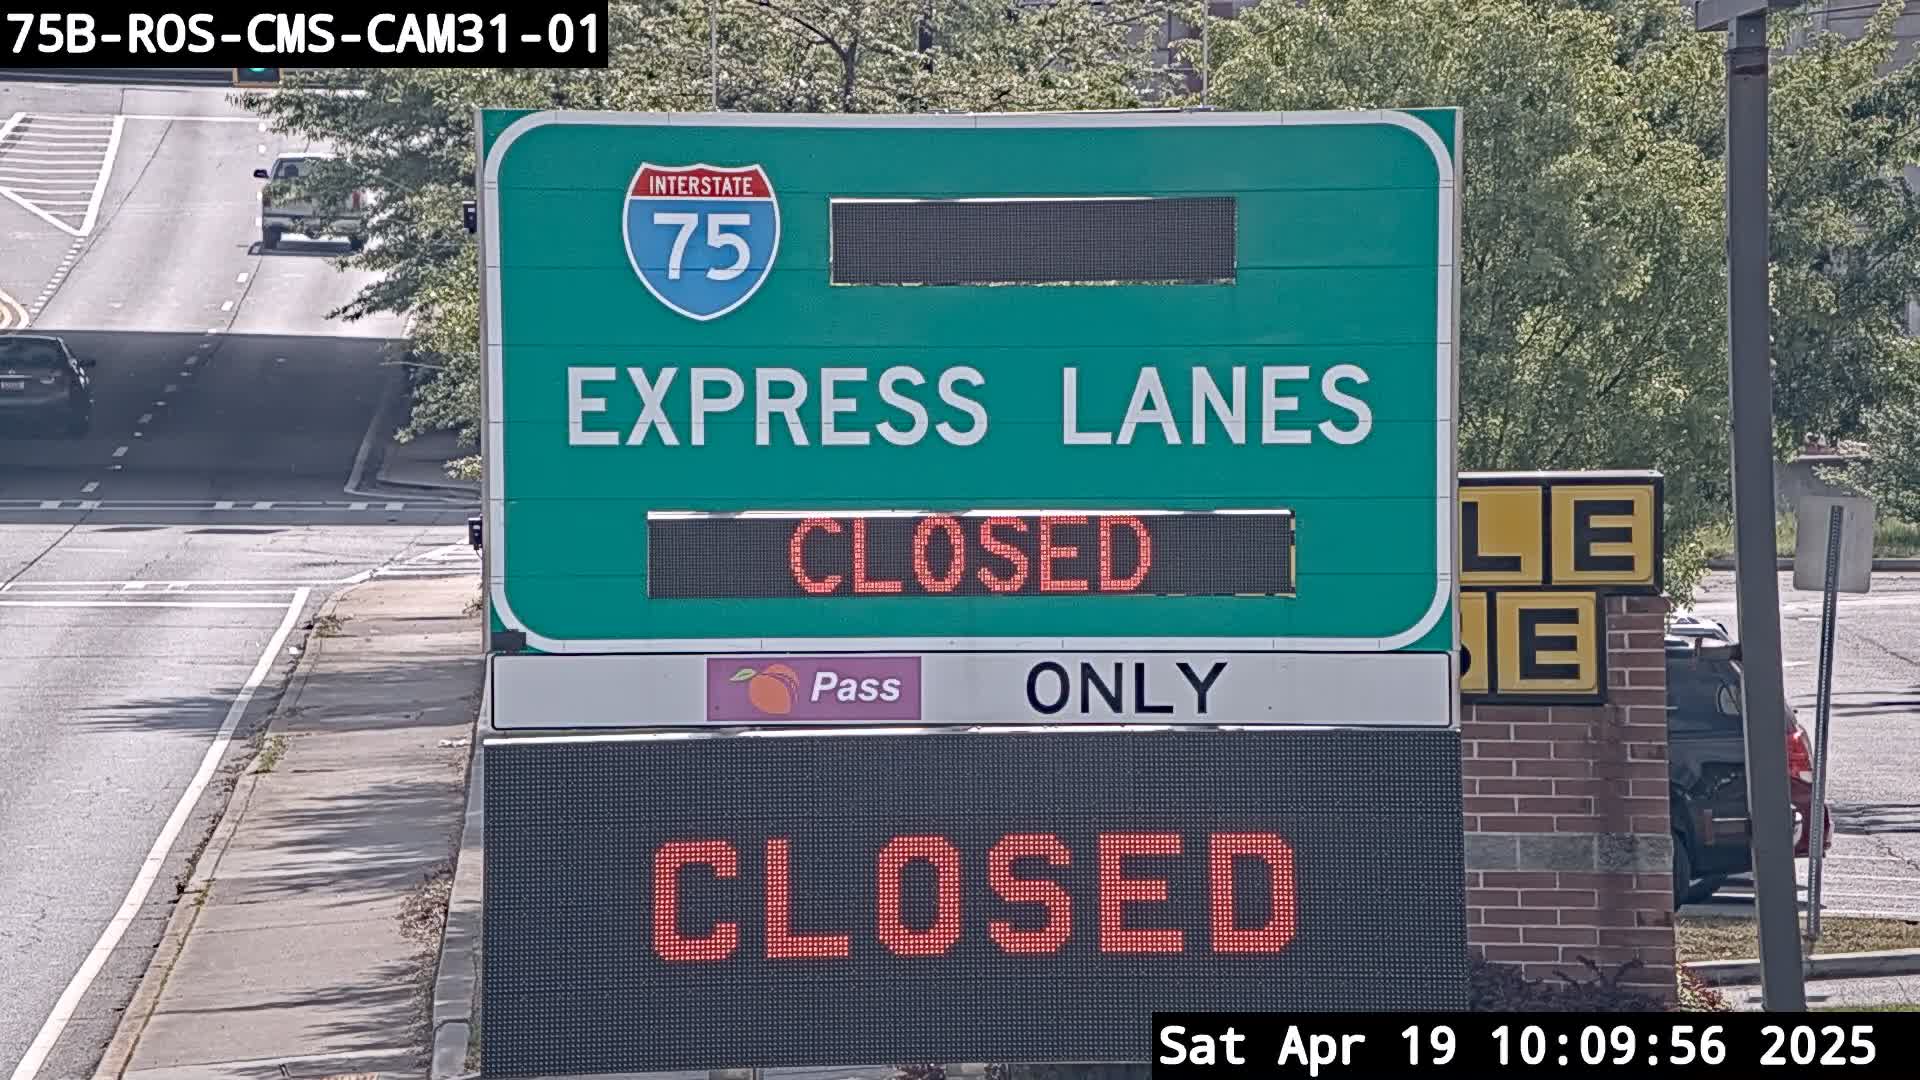 75B-ROS-CMS-CAM31-01
INTERSTATE
75
EXPRESS LANES
CLOSED
LE
E
Pass ONLY
CLOSED
Sat Apr 19 10:09:56 2025